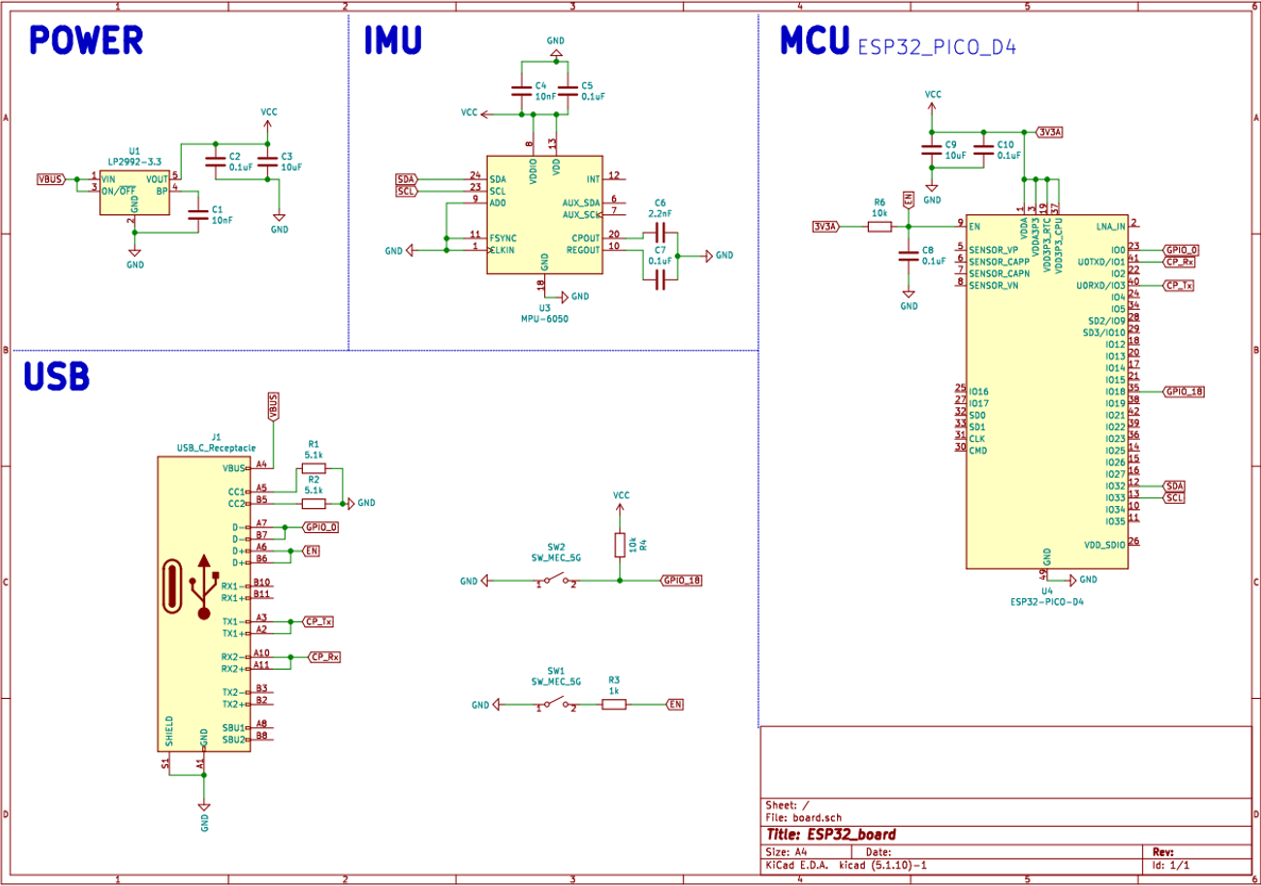 1 2 3 4 5 6
A
B
C
D
POWER
VCC
U1
LP2992-3.3
VBUS
1 VIN VOUT 5
3 ON/OFF BP 4
GND
2
C2
0.1uF
C3
10uF
C1
10nF
GND
GND
IMU
GND
C4
10nF
C5
0.1uF
VCC
8 13
VDDIO VDD
SDA 24 SDA INT 12
SCL 23 SCL
9 AD0 AUX_SDA 6
AUX_SCL 7
11 FSYNC CPOUT 20
GND 1 CLKIN REGOUT 10
GND
18
GND
U3
MPU-6050
C6
2.2nF
C7
0.1uF
GND
MCU ESP32_PICO_D4
VCC
3V3A
C9
10uF
C10
0.1uF
GND
EN
R6
10k
3V3A
C8
0.1uF
GND
1 3 19 37
VDDA VDDA3P3 VDD3P3_RTC VDD3P3_CPU
9 EN LNA_IN 2
5 SENSOR_VP IO0 23 GPIO_0
6 SENSOR_CAPP U0TXD/IO1 41 CP_Rx
7 SENSOR_CAPN IO2 22
8 SENSOR_VN U0RXD/IO3 40 CP_Tx
IO4 24
IO5 34
SD2/IO9 28
SD3/IO10 29
IO12 18
IO13 20
IO14 17
IO15 21
25 IO16 IO18 35 GPIO_18
27 IO17 IO19 38
32 SD0 IO21 42
33 SD1 IO22 39
31 CLK IO23 36
30 CMD IO25 14
IO26 15
IO27 16
IO32 12 SDA
IO33 13 SCL
IO34 10
IO35 11
VDD_SDIO 26
GND
49
GND
U4
ESP32-PICO-D4
USB
VBUS
J1
USB_C_Receptacle
VBUS A4
CC1 A5
CC2 B5
R1
5.1k
R2
5.1k
GND
D- A7 GPIO_0
D- B7
D+ A6 EN
D+ B6
RX1- B10
RX1+ B11
TX1- A3 CP_Tx
TX1+ A2
RX2- A10 CP_Rx
RX2+ A11
TX2- B3
TX2+ B2
SBU1 A8
SBU2 B8
SHIELD GND
S1 A1
GND
VCC
10k
R4
SW2
SW_MEC_5G
GND 1 2 GPIO_18
SW1
SW_MEC_5G
R3
1k
GND 1 2 EN
Sheet: /
File: board.sch
Title: ESP32_board
Size: A4 Date: Rev:
KiCad E.D.A. kicad (5.1.10)-1 Id: 1/1
1 2 3 4 5 6
A
B
C
D